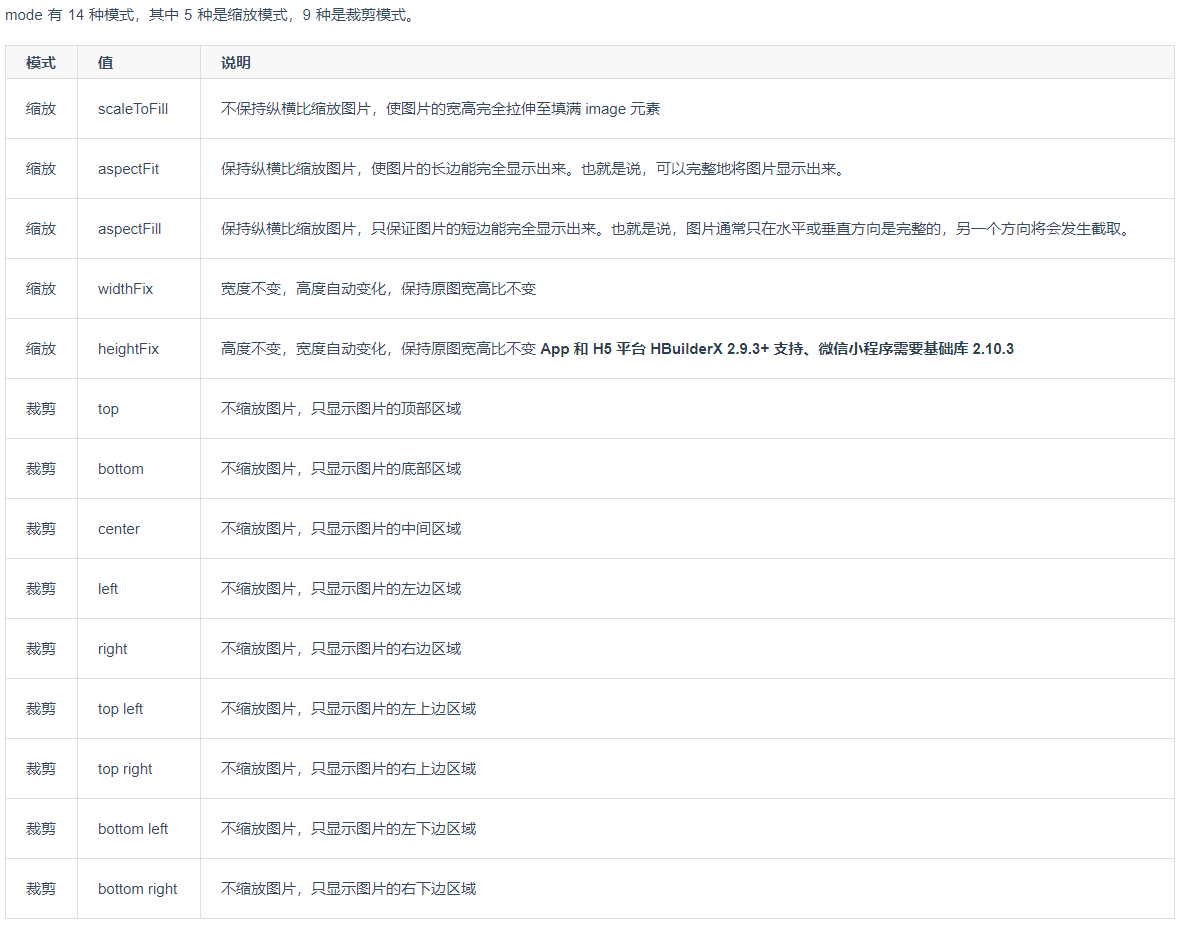 mode 有 14 种模式，其中 5 种是缩放模式，9 种是裁剪模式。
模式 值 说明
缩放 scaleToFill 不保持纵横比缩放图片，使图片的宽高完全拉伸至填满 image 元素
缩放 aspectFit 保持纵横比缩放图片，使图片的长边能完全显示出来。也就是说，可以完整地将图片显示出来。
缩放 aspectFill 保持纵横比缩放图片，只保证图片的短边能完全显示出来。也就是说，图片通常只在水平或垂直方向是完整的，另一个方向将会发生截取。
缩放 widthFix 宽度不变，高度自动变化，保持原图宽高比不变
缩放 heightFix 高度不变，宽度自动变化，保持原图宽高比不变 App 和 H5 平台 HBuilderX 2.9.3+ 支持、微信小程序需要基础库 2.10.3
裁剪 top 不缩放图片，只显示图片的顶部区域
裁剪 bottom 不缩放图片，只显示图片的底部区域
裁剪 center 不缩放图片，只显示图片的中间区域
裁剪 left 不缩放图片，只显示图片的左边区域
裁剪 right 不缩放图片，只显示图片的右边区域
裁剪 top left 不缩放图片，只显示图片的左上边区域
裁剪 top right 不缩放图片，只显示图片的右上边区域
裁剪 bottom left 不缩放图片，只显示图片的左下边区域
裁剪 bottom right 不缩放图片，只显示图片的右下边区域